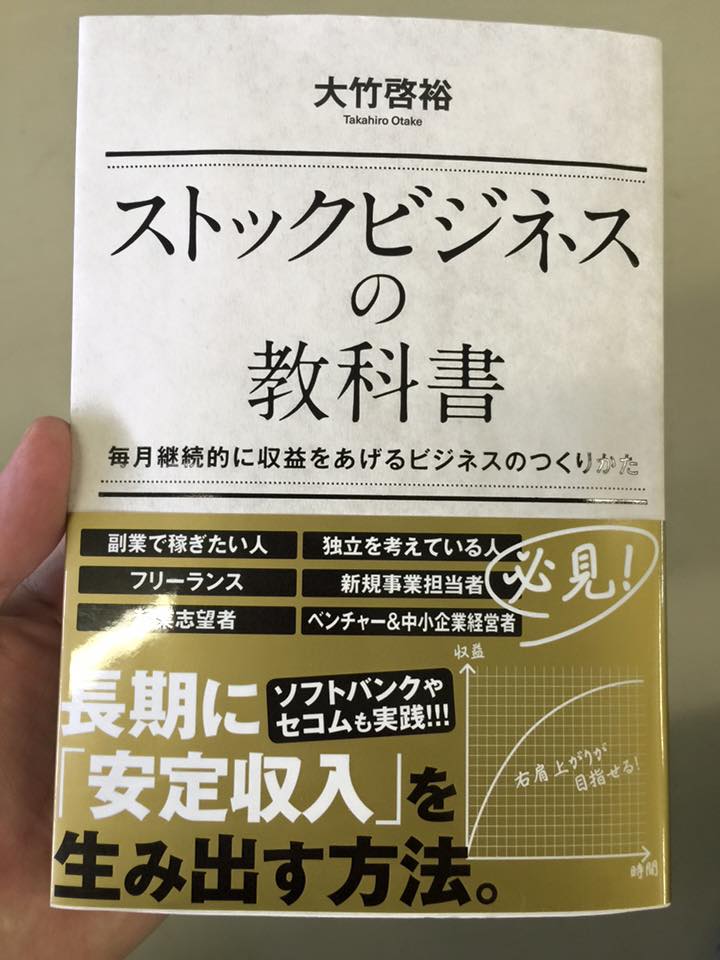 大竹啓裕
Takahiro Otake
ストックビジネス
の
教科書
毎月継続的に収益をあげるビジネスのつくりかた
副業で稼ぎたい人
独立を考えている人
フリーランス
新規事業担当者
業志望者
ベンチャー&中小企業経営者
必見!
長期に
ソフトバンクや
セコムも実践!!!
「安定収入」を
生み出す方法。
収益
右肩上がりが
目指せる!
時間